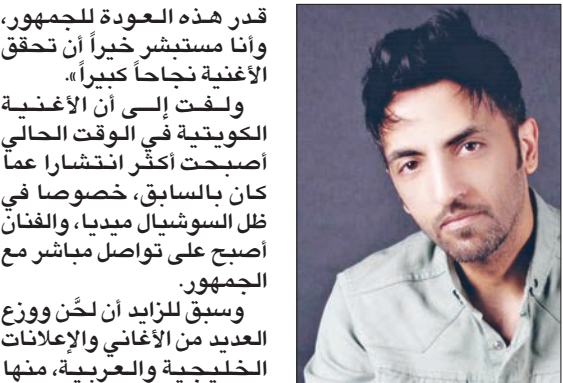 قدر هذه العودة للجمهور،
وأنا مستبشر خيراً أن تحقق
الأغنية نجاحاً كبيراً».
ولفت إلى أن الأغنية
الكويتية في الوقت الحالي
أصبحت أكثر انتشارا عما
كان بالسابق، خصوصا في
ظل السوشيال ميديا، والفنان
أصبح على تواصل مباشر مع
الجمهور.
وسبق للزايد أن لحَّن ووزع
العديد من الأغاني والإعلانات
الخليجية والعربية، منها